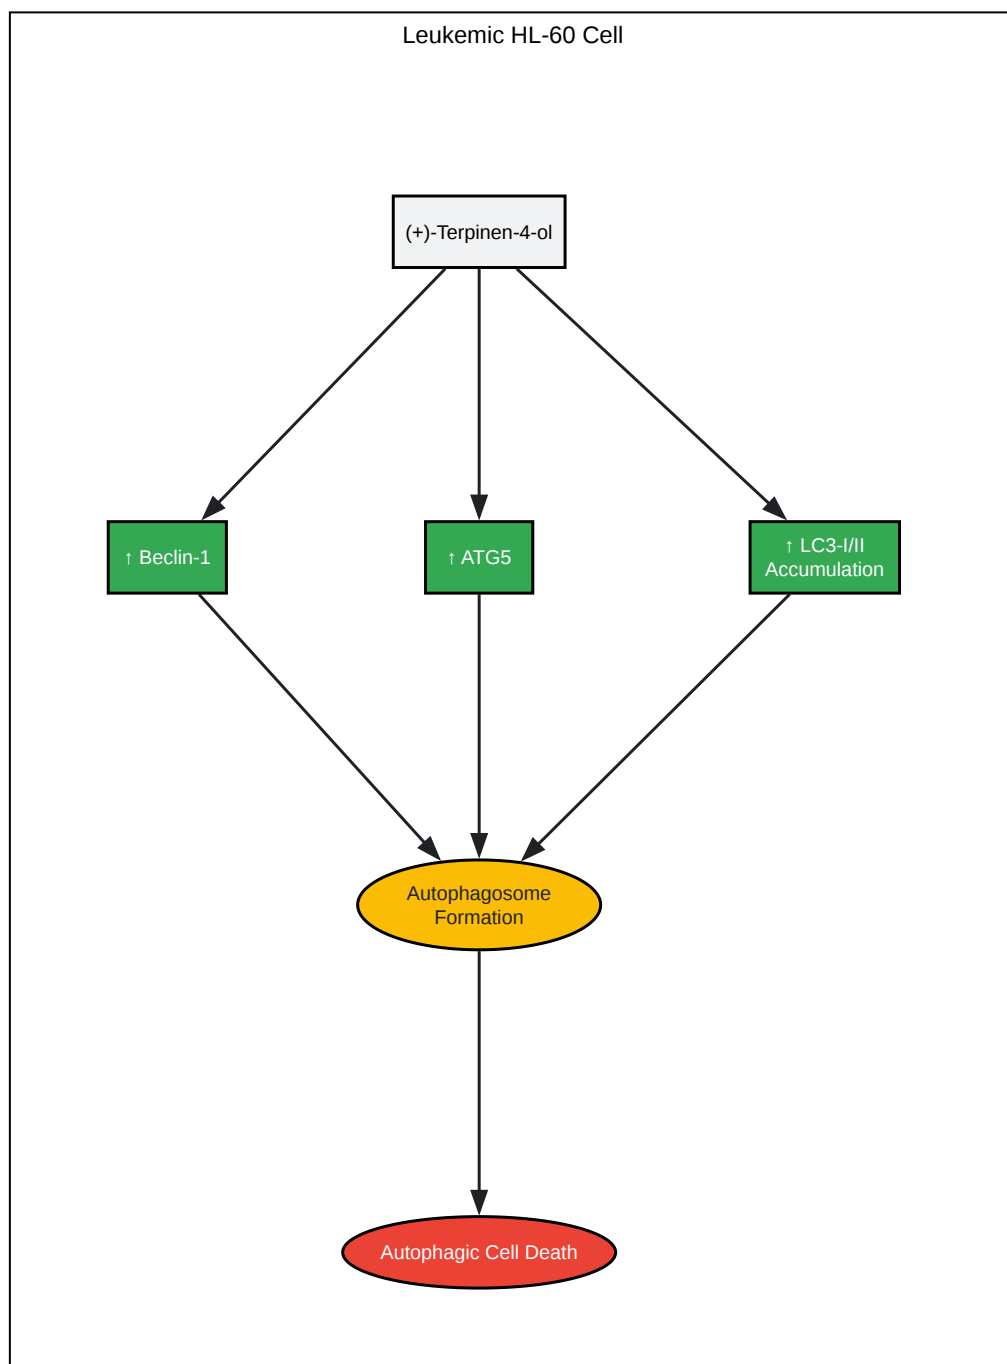 Leukemic HL-60 Cell
(+)-Terpinen-4-ol
↑ Beclin-1
↑ ATG5
↑ LC3-I/II
Accumulation
Autophagosome
Formation
Autophagic Cell Death